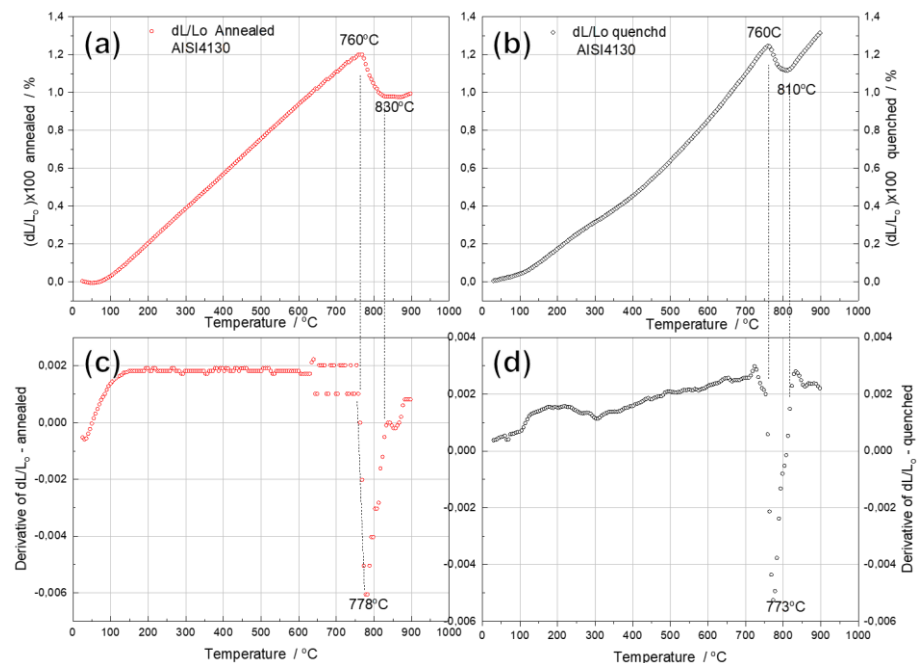 (a)
dL/Lo Annealed
AISI4130
760°C
830°C
1,4
1,2
1,0
0,8
0,6
0,4
0,2
0,0
(dL/Lₒ)x100 annealed / %
0 100 200 300 400 500 600 700 800 900 1000
Temperature / °C
(b)
dL/Lo quenchd
AISI4130
760C
810°C
1,4
1,2
1,0
0,8
0,6
0,4
0,2
0,0
(dL/Lₒ)x100 quenched / %
0 100 200 300 400 500 600 700 800 900 1000
Temperature / °C
(c)
0,002
0,000
-0,002
-0,004
-0,006
Derivative of dL/Lₒ - annealed
778°C
0 100 200 300 400 500 600 700 800 900 1000
Temperature / °C
(d)
0,004
0,002
0,000
-0,002
-0,004
-0,006
Derivative of dL/Lₒ - quenched
773°C
0 100 200 300 400 500 600 700 800 900 1000
Temperature / °C